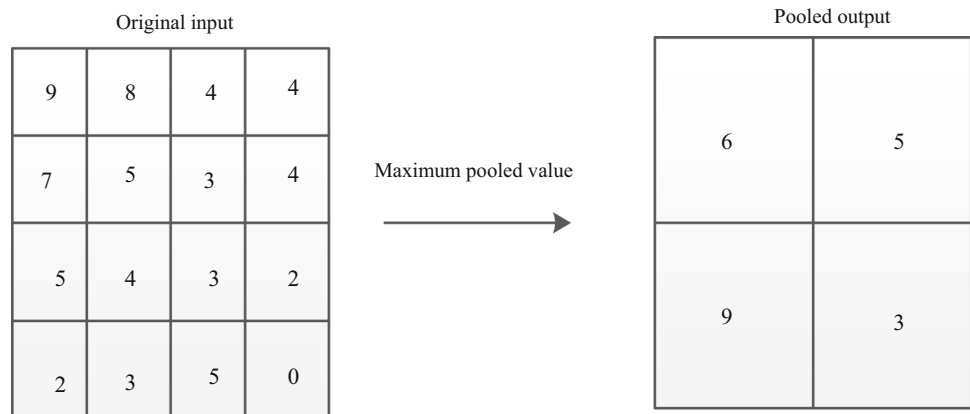 Original input
9 8 4 4
7 5 3 4
5 4 3 2
2 3 5 0
Maximum pooled value
Pooled output
6 5
9 3